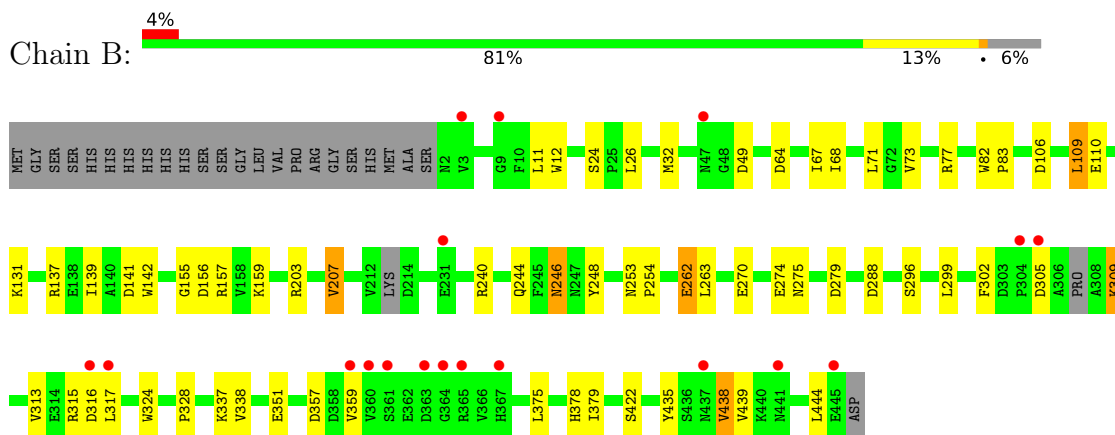 4%
Chain B:
81% 13% • 6%
MET GLY SER SER HIS HIS HIS HIS HIS HIS HIS HIS SER SER GLY LEU VAL PRO ARG GLY SER HIS MET ALA SER N2 V3 G9 F10 L11 W12 S24 P25 L26 M32 N47 G48 D49 D64 I67 I68 L71 G72 V73 R77 W82 P83 D106 L109 E110
K131 R137 E138 I139 A140 D141 W142 G155 D156 R157 V158 K159 R203 V207 V212 LYS D214 E231 R240 Q244 F245 N246 N247 Y248 N253 P254 E262 L263 E270 E274 N275 D279 D288 S296 L299 F302 D303 P304 D305 A306 PRO A308 K309
V313 E314 R315 D316 L317 W324 P328 K337 V338 E351 D357 D358 V359 V360 S361 E362 D363 G364 R365 V366 H367 L375 H378 I379 S422 Y435 S436 N437 V438 V439 K440 N441 L444 E445 ASP